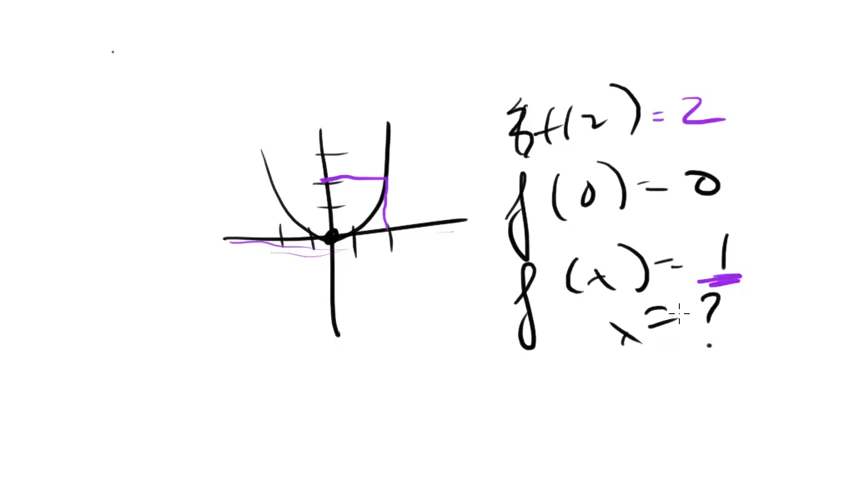 f(2) = 2
f(0) = 0
f(x) = 1
x = ?